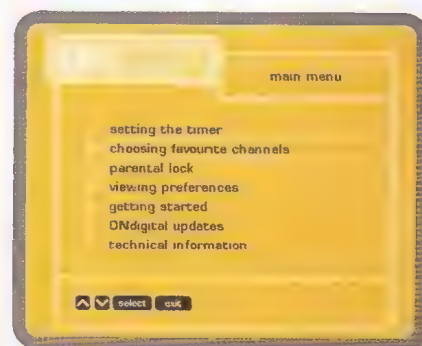 main menu
setting the timer
choosing favourite channels
parental lock
viewing preferences
getting started
ONdigital updates
technical information
select exit